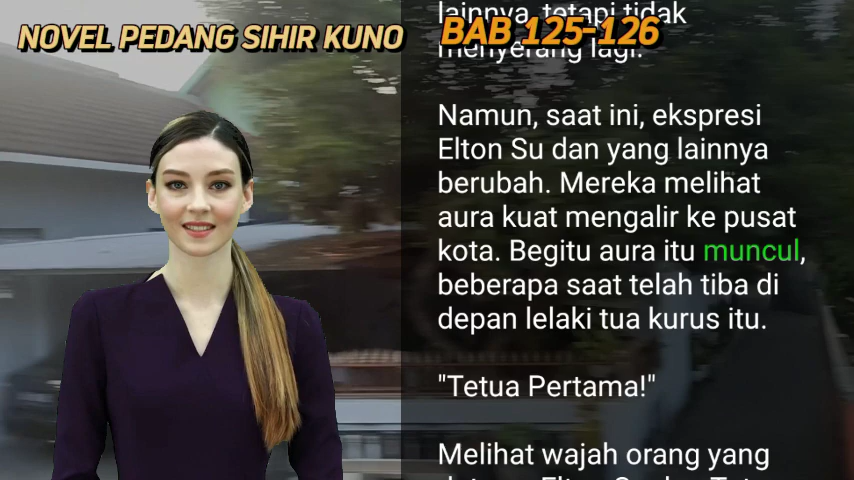 NOVEL PEDANG SIHIR KUNO
BAB 125-126
lainnya, tetapi tidak
menyerang lagi.
Namun, saat ini, ekspresi
Elton Su dan yang lainnya
berubah. Mereka melihat
aura kuat mengalir ke pusat
kota. Begitu aura itu muncul,
beberapa saat telah tiba di
depan lelaki tua kurus itu.
"Tetua Pertama!"
Melihat wajah orang yang